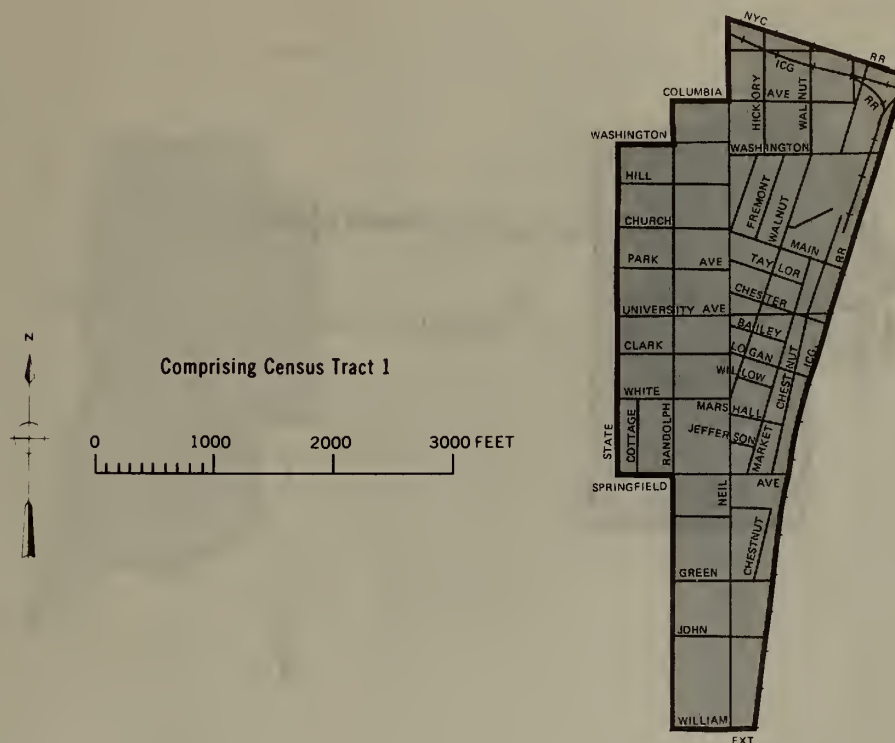 NYC
RR
ICG
COLUMBIA
AVE
HICKORY
WALNUT
RR
WASHINGTON
WASHINGTON
HILL
FREMONT
WALNUT
CHURCH
MAIN
RR
PARK AVE
TAYLOR
CHESTER
UNIVERSITY AVE
BAILEY
N
LOGAN
ICG
CLARK
Comprising Census Tract 1
WILLOW
CHESTNUT
WHITE
MARSHALL
0 1000 2000 3000 FEET
STATE
COTTAGE
RANDOLPH
JEFFERSON
MARKET
SPRINGFIELD
NEIL
AVE
CHESTNUT
GREEN
JOHN
WILLIAM
EXT